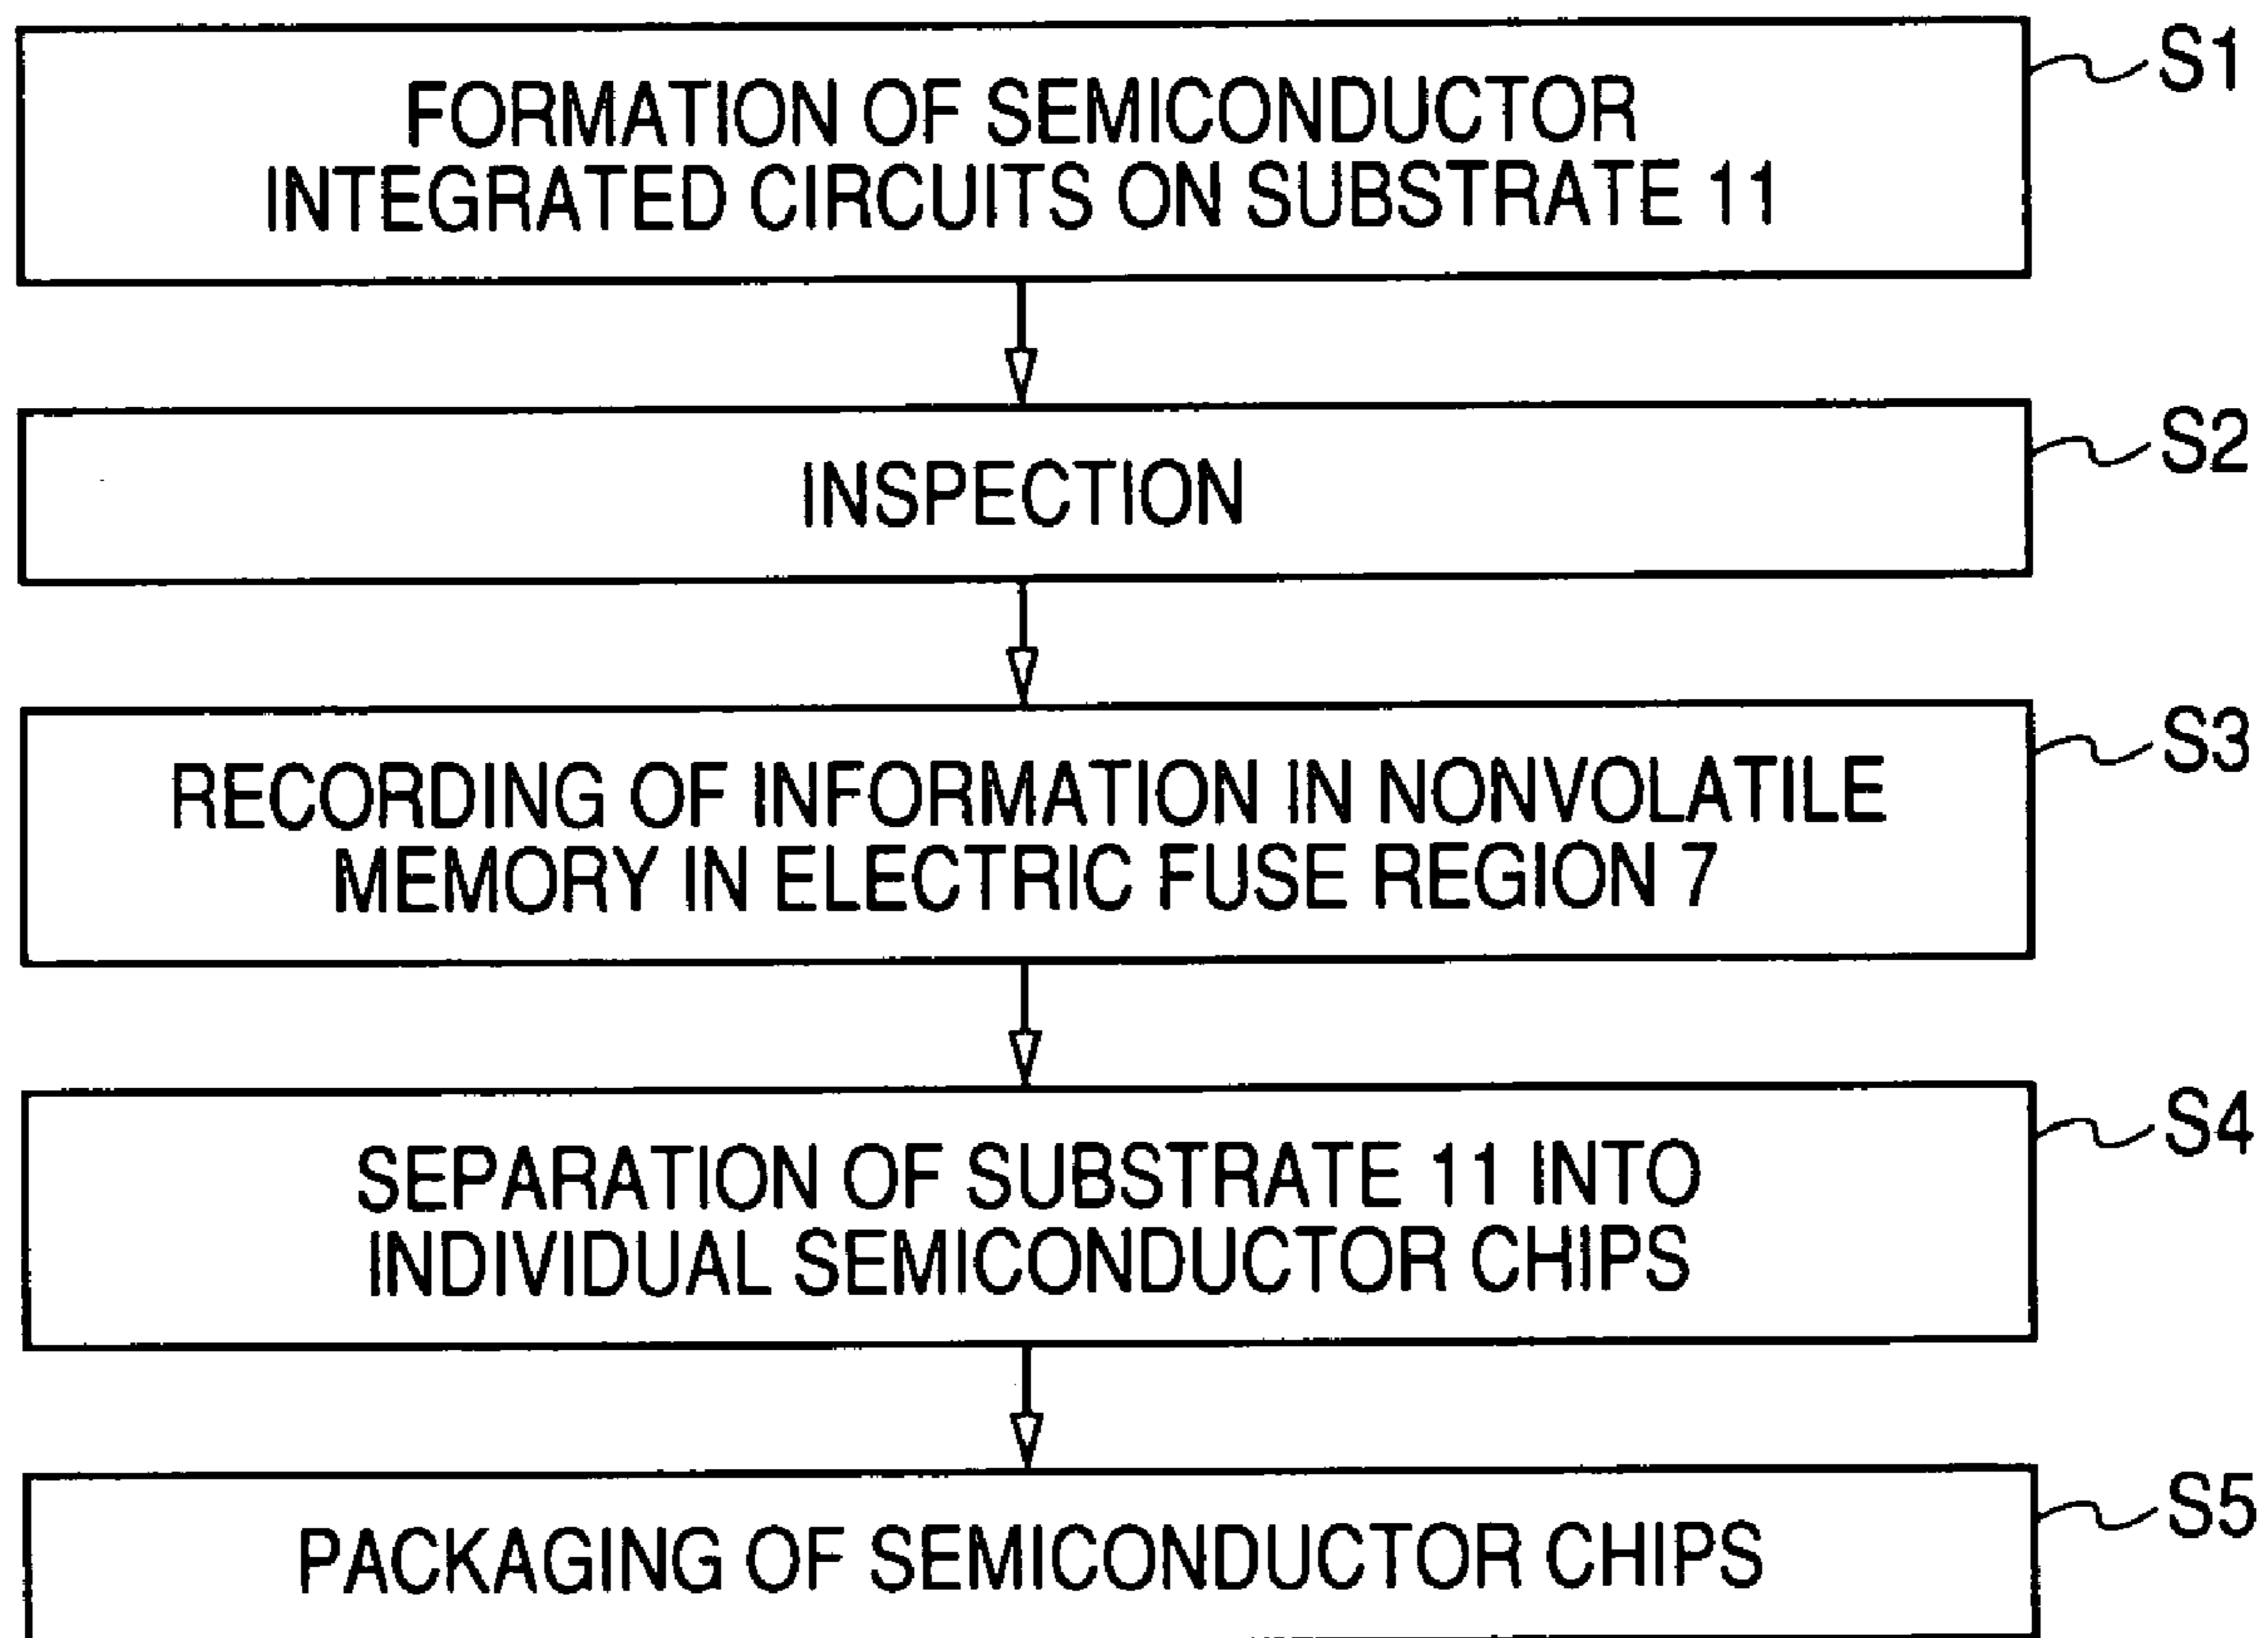 S1
FORMATION OF SEMICONDUCTOR
INTEGRATED CIRCUITS ON SUBSTRATE 11
S2
INSPECTION
S3
RECORDING OF INFORMATION IN NONVOLATILE
MEMORY IN ELECTRIC FUSE REGION 7
S4
SEPARATION OF SUBSTRATE 11 INTO
INDIVIDUAL SEMICONDUCTOR CHIPS
S5
PACKAGING OF SEMICONDUCTOR CHIPS